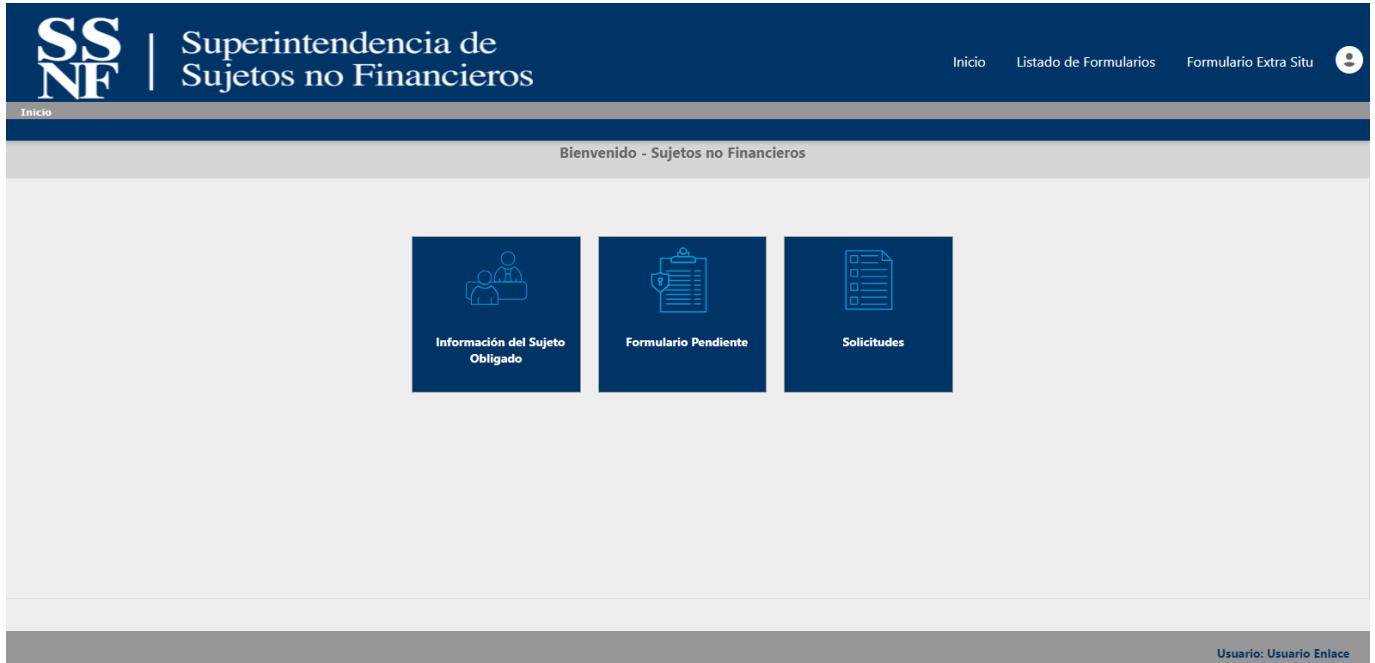 SS
NF
Superintendencia de
Sujetos no Financieros
Inicio
Listado de Formularios
Formulario Extra Situ
Inicio
Bienvenido - Sujetos no Financieros
Información del Sujeto
Obligado
Formulario Pendiente
Solicitudes
Usuario: Usuario Enlace